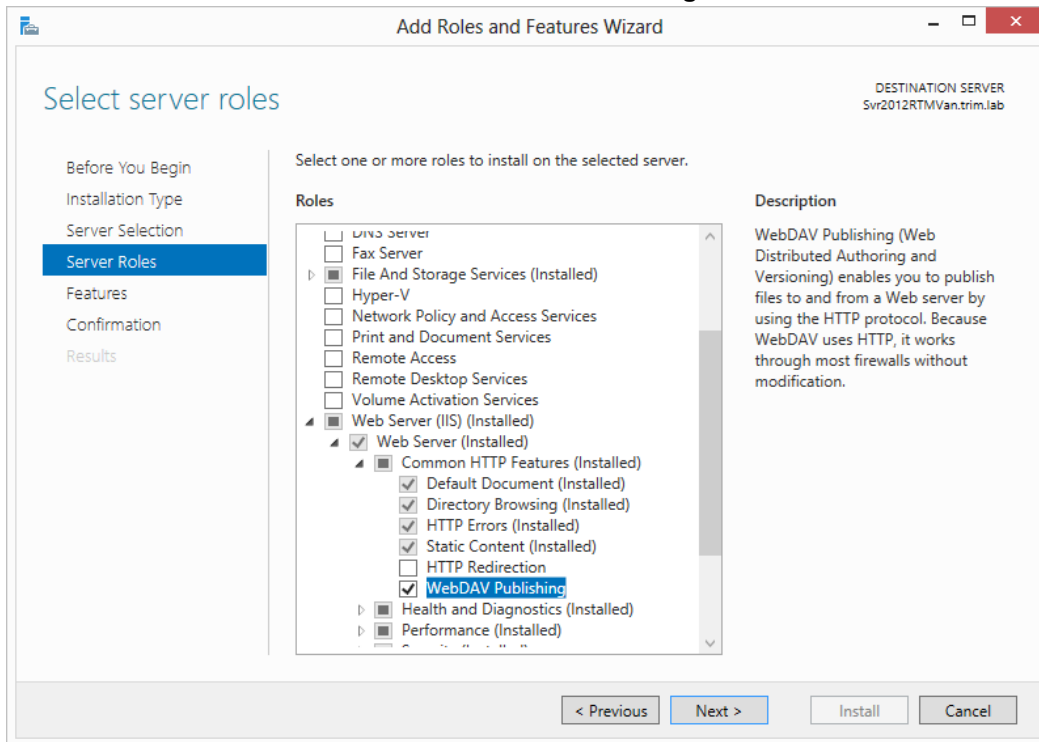 Add Roles and Features Wizard
Select server roles
DESTINATION SERVER
Svr2012RTMVan.trim.lab
Before You Begin
Installation Type
Server Selection
Server Roles
Features
Confirmation
Results
Select one or more roles to install on the selected server.
Roles
DNS Server
Fax Server
File And Storage Services (Installed)
Hyper-V
Network Policy and Access Services
Print and Document Services
Remote Access
Remote Desktop Services
Volume Activation Services
Web Server (IIS) (Installed)
Web Server (Installed)
Common HTTP Features (Installed)
Default Document (Installed)
Directory Browsing (Installed)
HTTP Errors (Installed)
Static Content (Installed)
HTTP Redirection
WebDAV Publishing
Health and Diagnostics (Installed)
Performance (Installed)
Description
WebDAV Publishing (Web
Distributed Authoring and
Versioning) enables you to publish
files to and from a Web server by
using the HTTP protocol. Because
WebDAV uses HTTP, it works
through most firewalls without
modification.
< Previous
Next >
Install
Cancel